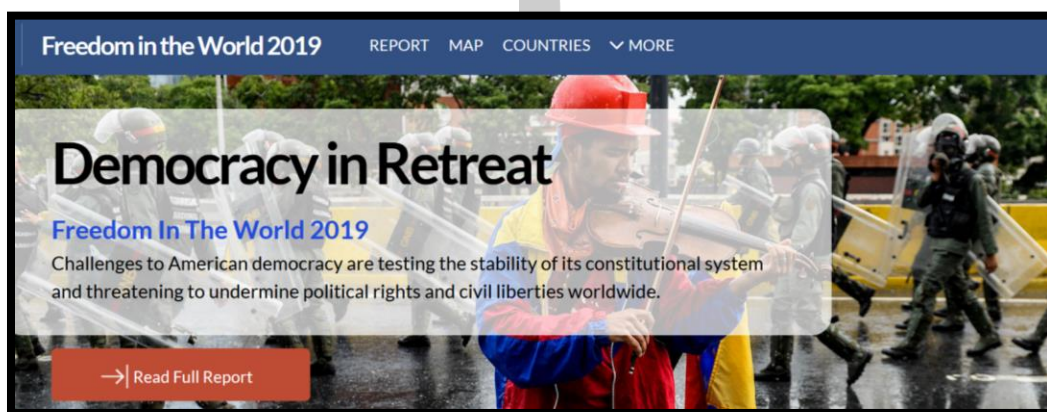 Freedom in the World 2019 REPORT MAP COUNTRIES MORE
Democracy in Retreat
Freedom In The World 2019
Challenges to American democracy are testing the stability of its constitutional system
and threatening to undermine political rights and civil liberties worldwide.
Read Full Report